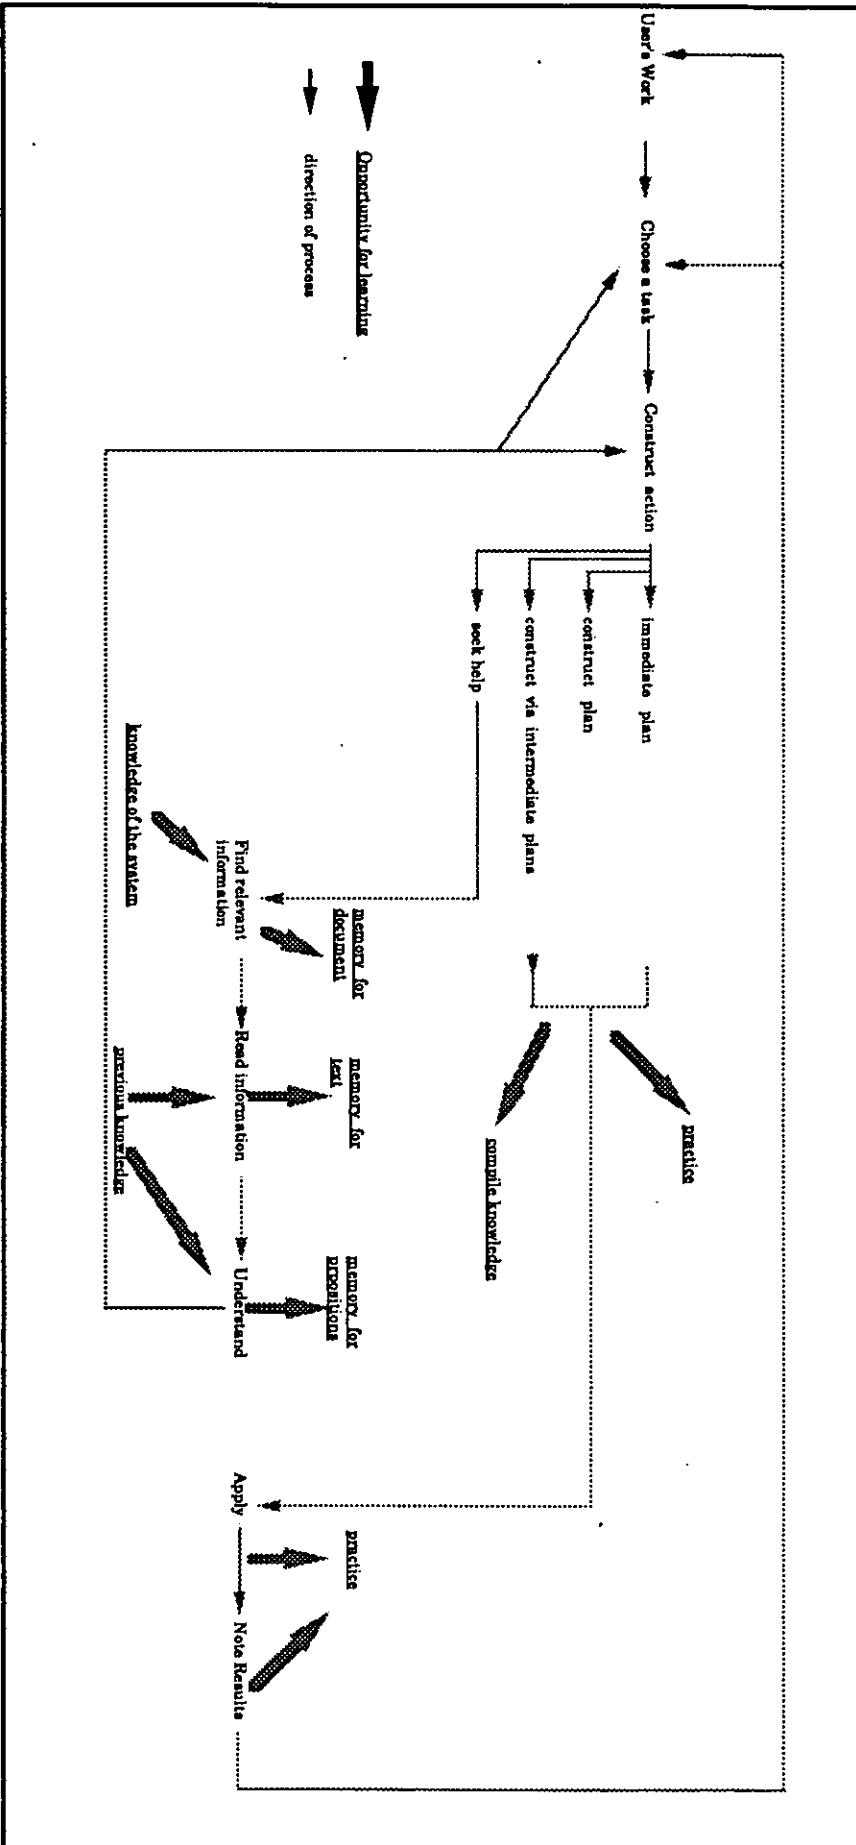 User's Work
Choose a task
Construct action
immediate plan
construct plan
construct via intermediate plans
seek help
practice
compile knowledge
Opportunity for learning
direction of process
memory for
document
memory for
text
memory for
propositions
practice
Find relevant
information
Read information
Understand
Apply
Note Results
knowledge of the system
previous knowledge